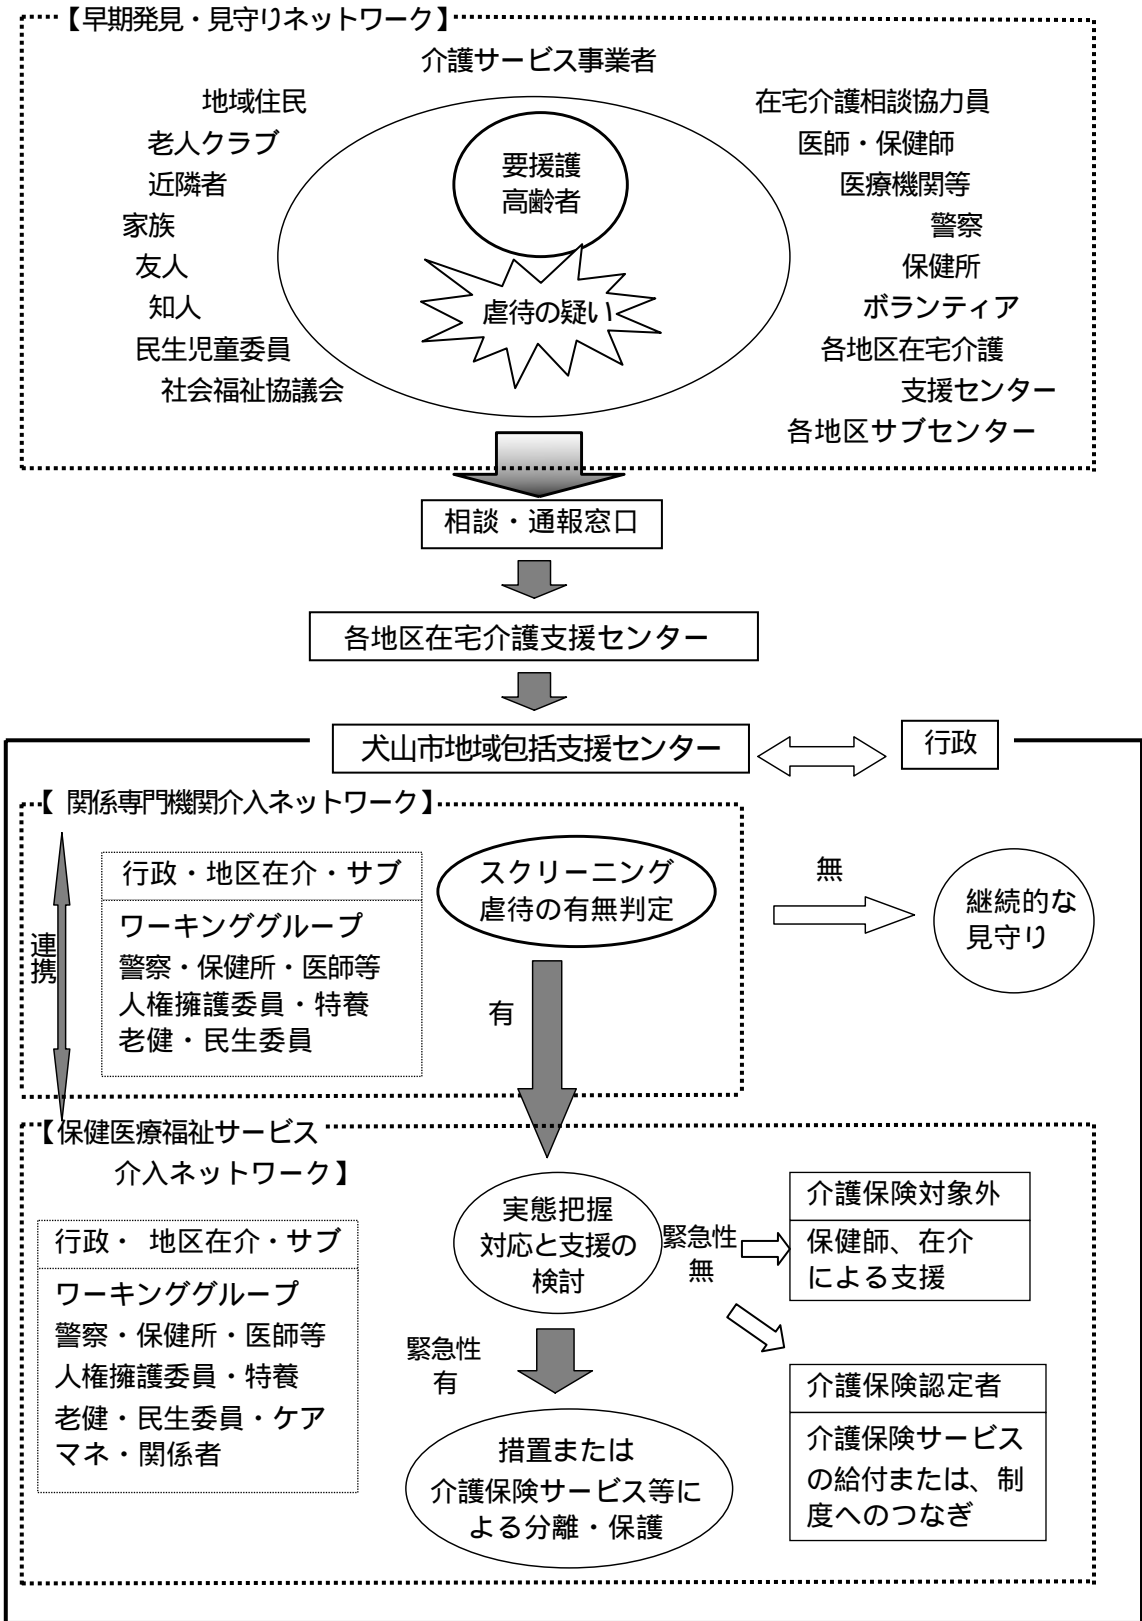 【早期発見・見守りネットワーク】
介護サービス事業者
地域住民
老人クラブ
近隣者
家族
友人
知人
民生児童委員
社会福祉協議会
要援護
高齢者
虐待の疑い
在宅介護相談協力員
医師・保健師
医療機関等
警察
保健所
ボランティア
各地区在宅介護
支援センター
各地区サブセンター
相談・通報窓口
各地区在宅介護支援センター
犬山市地域包括支援センター
行政
【 関係専門機関介入ネットワーク】
連携
行政・地区在介・サブ
ワーキンググループ
警察・保健所・医師等
人権擁護委員・特養
老健・民生委員
スクリーニング
虐待の有無判定
無
継続的な
見守り
有
【保健医療福祉サービス
介入ネットワーク】
行政・ 地区在介・サブ
ワーキンググループ
警察・保健所・医師等
人権擁護委員・特養
老健・民生委員・ケア
マネ・関係者
実態把握
対応と支援の
検討
緊急性
無
介護保険対象外
保健師、在介
による支援
緊急性
有
介護保険認定者
介護保険サービス
の給付または、制
度へのつなぎ
措置または
介護保険サービス等に
よる分離・保護